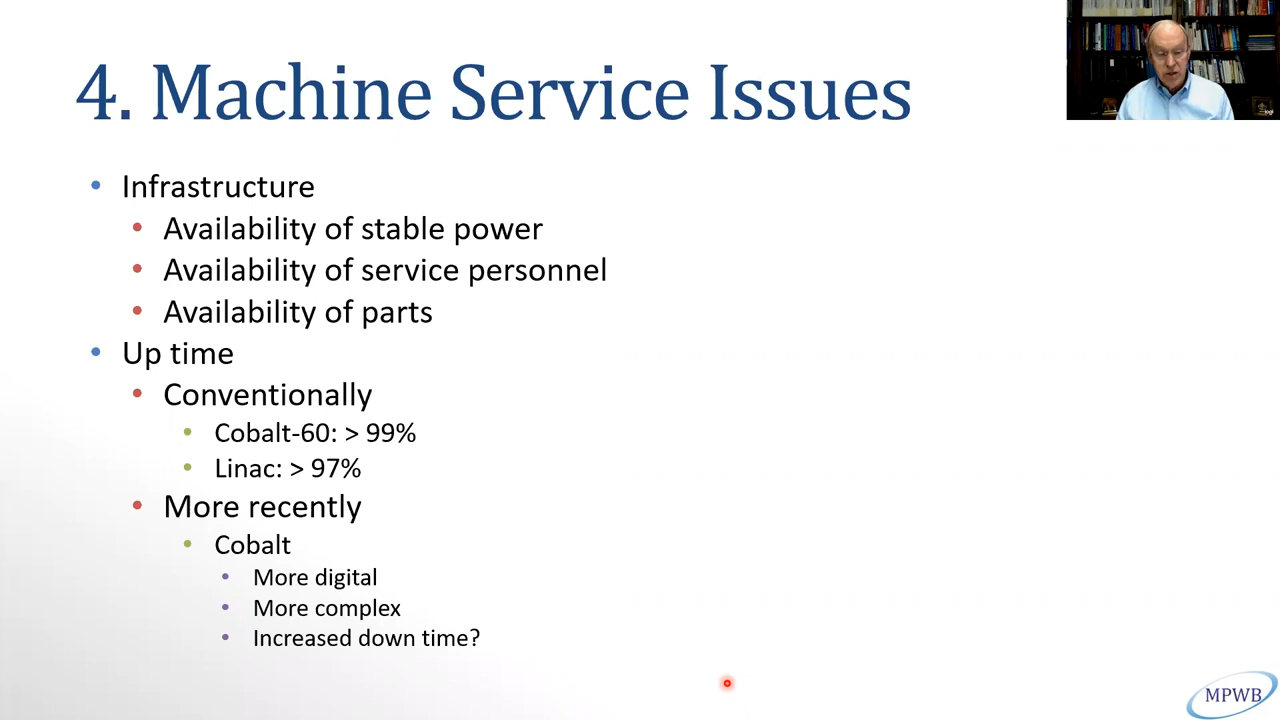 4. Machine Service Issues
• Infrastructure
• Availability of stable power
• Availability of service personnel
• Availability of parts
• Up time
• Conventionally
• Cobalt-60: > 99%
• Linac: > 97%
• More recently
• Cobalt
• More digital
• More complex
• Increased down time?
MPWB